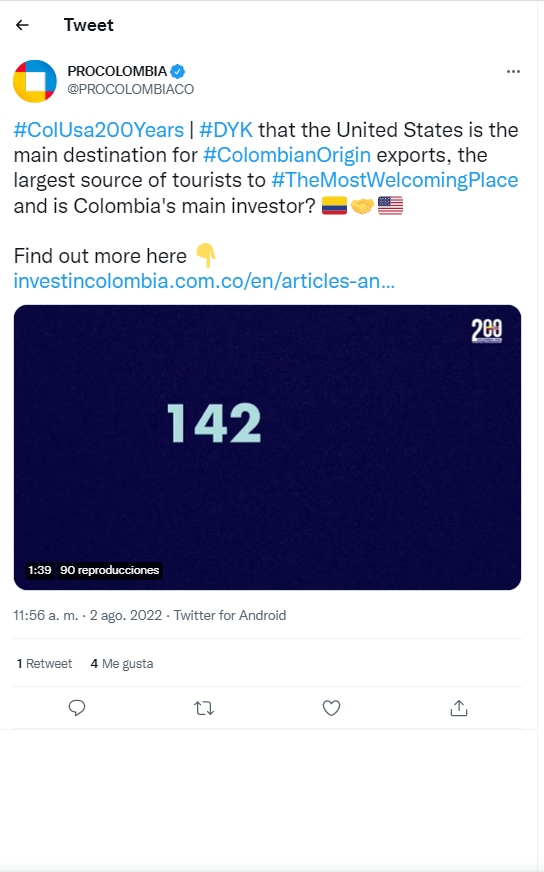 Tweet
PROCOLOMBIA
@PROCOLOMBIACO
#ColUsa200Years | #DYK that the United States is the
main destination for #ColombianOrigin exports, the
largest source of tourists to #TheMostWelcomingPlace
and is Colombia's main investor? 🇨🇴🤝🇺🇸
Find out more here 👇
investincolombia.com.co/en/articles-an...
200
142
1:39 90 reproducciones
11:56 a. m. · 2 ago. 2022 · Twitter for Android
1 Retweet 4 Me gusta